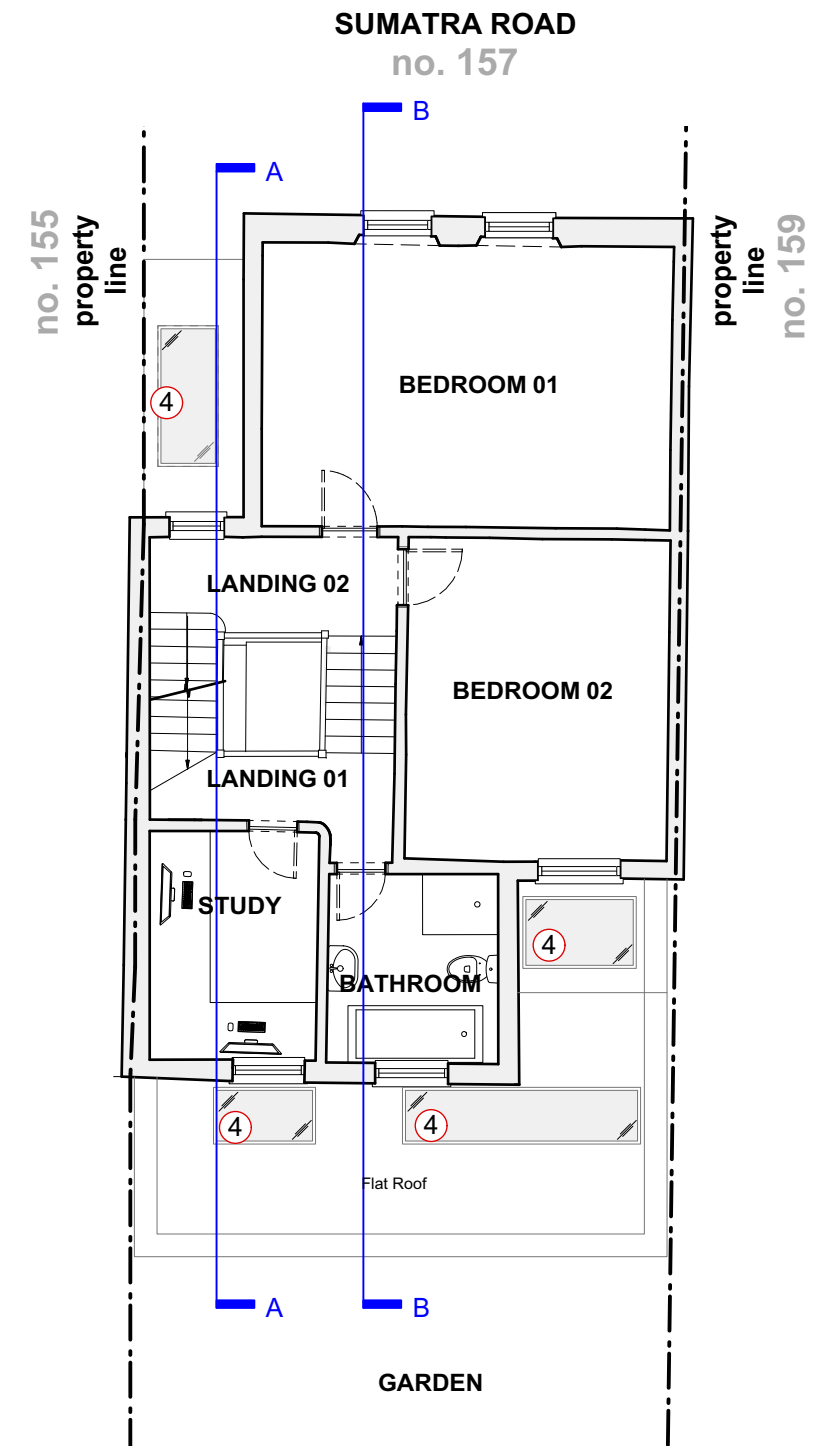 SUMATRA ROAD
no. 157
B
A
no. 155
property
line
property
line
no. 159
BEDROOM 01
4
LANDING 02
BEDROOM 02
LANDING 01
STUDY
4
BATHROOM
4
4
Flat Roof
A
B
GARDEN